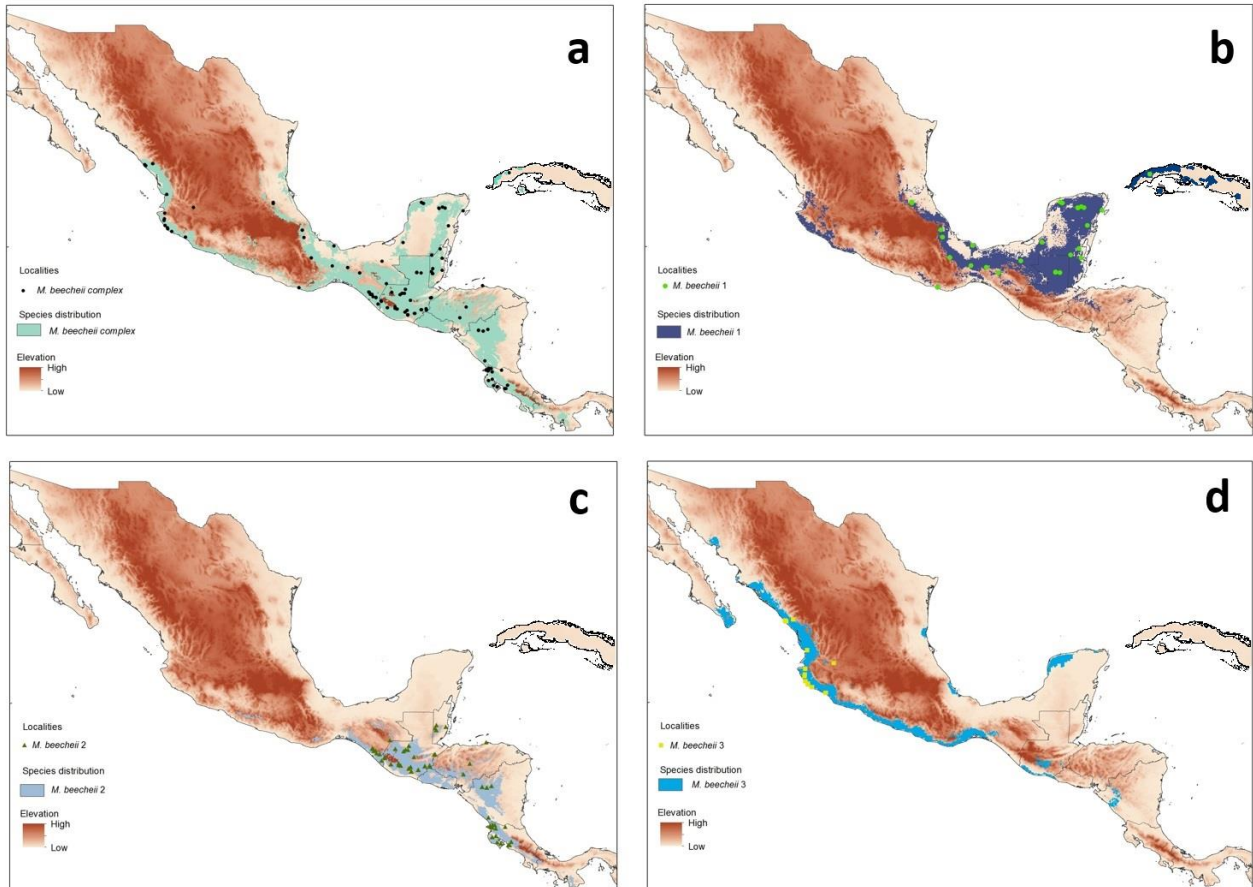 a
Localities
M. beecheii complex
Species distribution
M. beecheii complex
Elevation
High
Low
b
Localities
M. beecheii 1
Species distribution
M. beecheii 1
Elevation
High
Low
c
Localities
M. beecheii 2
Species distribution
M. beecheii 2
Elevation
High
Low
d
Localities
M. beecheii 3
Species distribution
M. beecheii 3
Elevation
High
Low